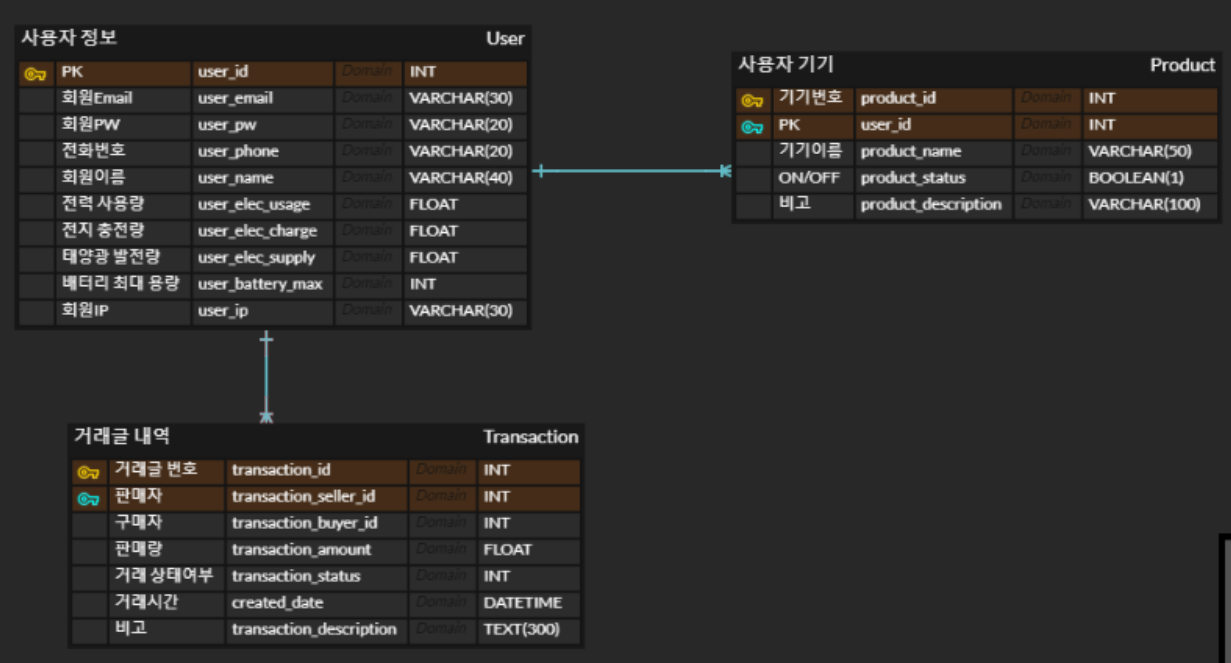 사용자 정보 User
PK user_id Domain INT
회원Email user_email Domain VARCHAR(30)
회원PW user_pw Domain VARCHAR(20)
전화번호 user_phone Domain VARCHAR(20)
회원이름 user_name Domain VARCHAR(40)
전력 사용량 user_elec_usage Domain FLOAT
전지 충전량 user_elec_charge Domain FLOAT
태양광 발전량 user_elec_supply Domain FLOAT
배터리 최대 용량 user_battery_max Domain INT
회원IP user_ip Domain VARCHAR(30)
사용자 기기 Product
기기번호 product_id Domain INT
PK user_id Domain INT
기기이름 product_name Domain VARCHAR(50)
ON/OFF product_status Domain BOOLEAN(1)
비고 product_description Domain VARCHAR(100)
거래글 내역 Transaction
거래글 번호 transaction_id Domain INT
판매자 transaction_seller_id Domain INT
구매자 transaction_buyer_id Domain INT
판매량 transaction_amount Domain FLOAT
거래 상태여부 transaction_status Domain INT
거래시간 created_date Domain DATETIME
비고 transaction_description Domain TEXT(300)